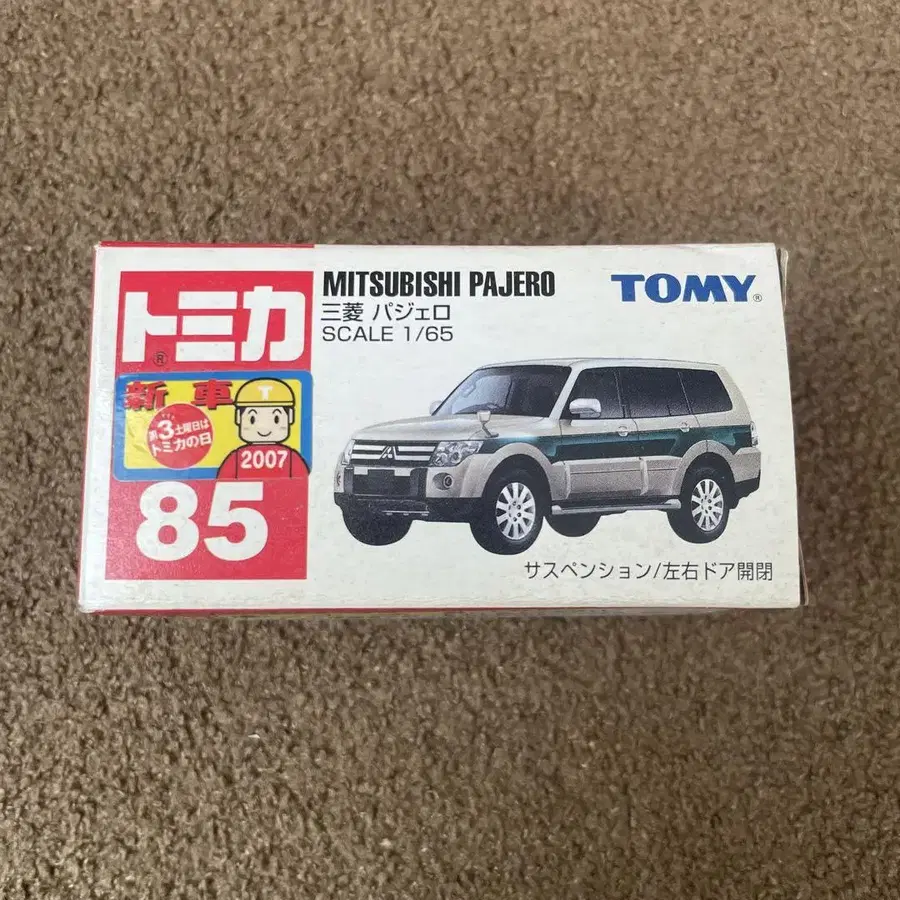 トミカ®
新車
T
第3土曜日は
トミカの日
2007
85
MITSUBISHI PAJERO
三菱 パジェロ
SCALE 1/65
TOMY®
サスペンション/左右ドア開閉